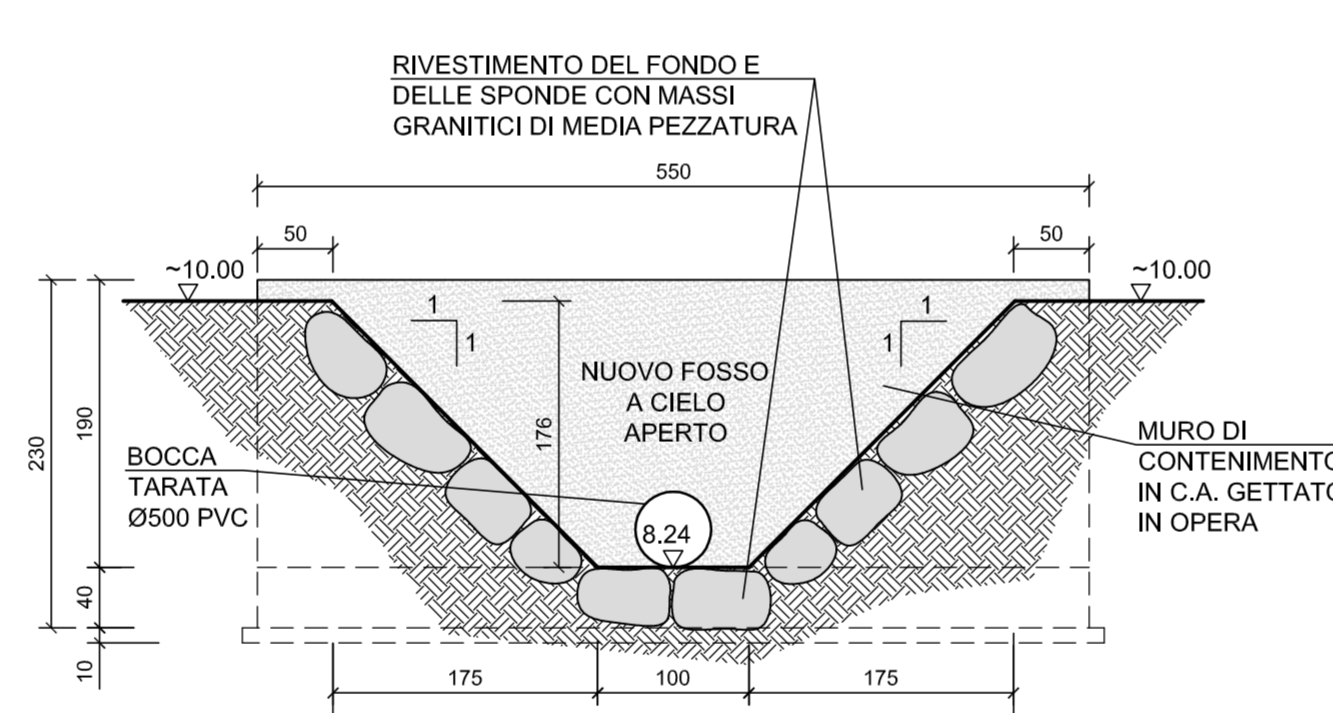 RIVESTIMENTO DEL FONDO E
DELLE SPONDE CON MASSI
GRANITICI DI MEDIA PEZZATURA
550
50
50
~10.00
~10.00
1
1
1
1
NUOVO FOSSO
A CIELO
APERTO
230
190
176
BOCCA
TARATA
Ø500 PVC
8.24
MURO DI
CONTENIMENTO
IN C.A. GETTATO
IN OPERA
40
10
175
100
175